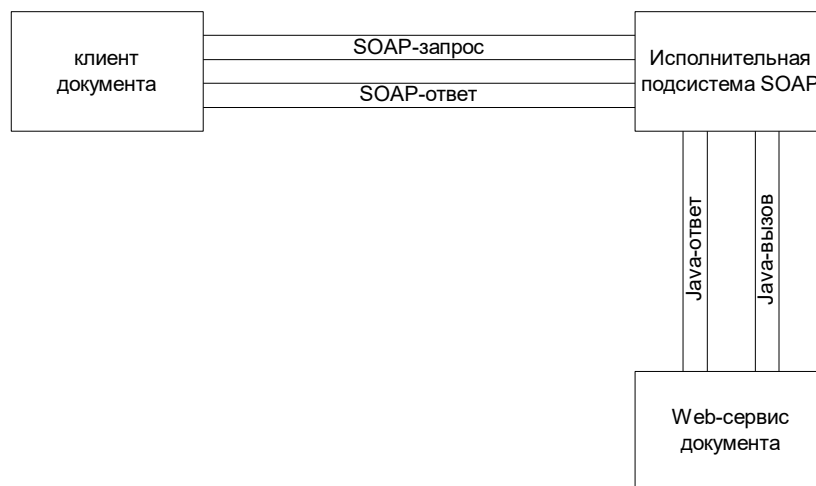 клиент
документа
SOAP-запрос
SOAP-ответ
Исполнительная
подсистема SOAP
Java-ответ
Java-вызов
Web-сервис
документа